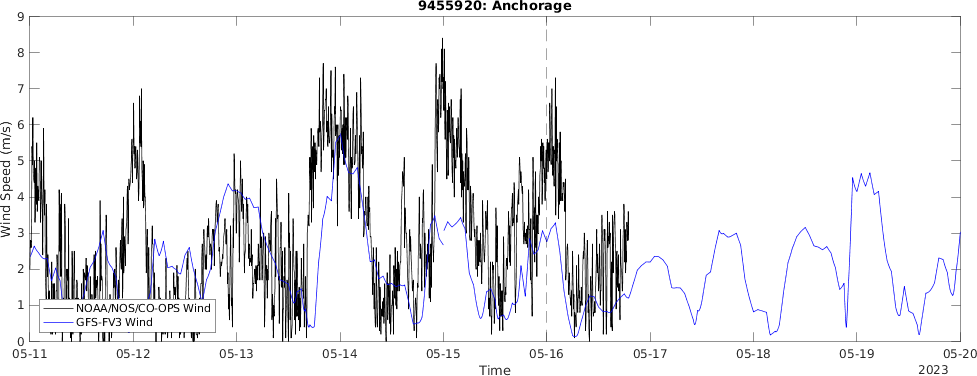 9455920: Anchorage
Wind Speed (m/s)
9
8
7
6
5
4
3
2
1
0
NOAA/NOS/CO-OPS Wind
GFS-FV3 Wind
05-11 05-12 05-13 05-14 05-15 05-16 05-17 05-18 05-19 05-20
Time
2023